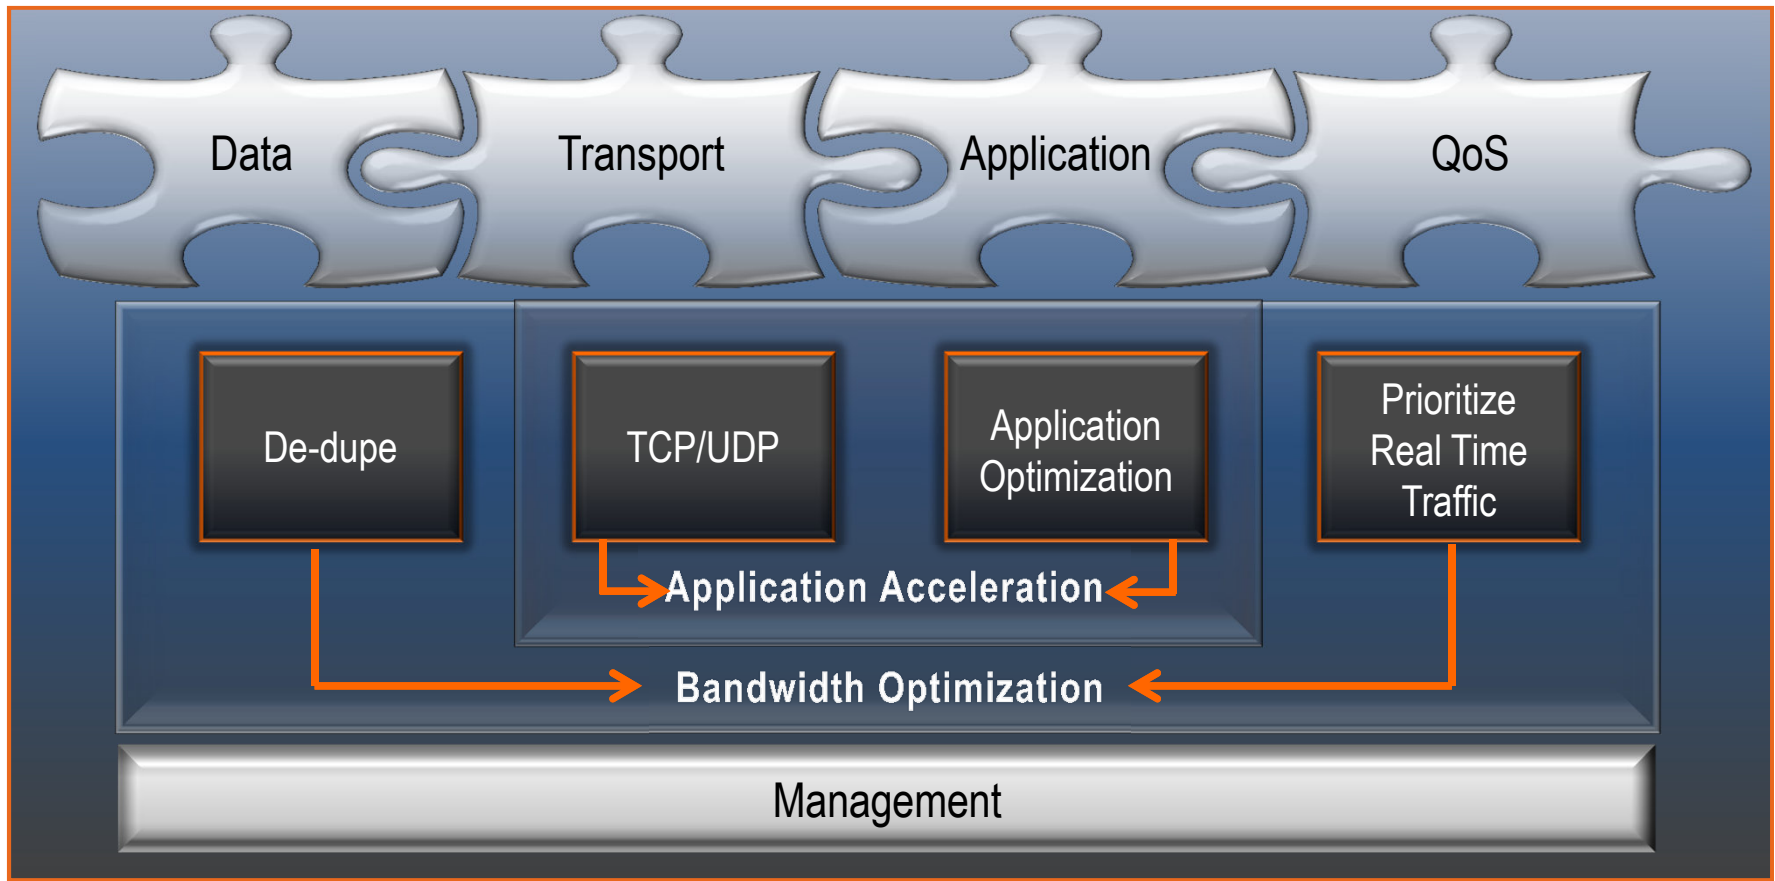 Data
Transport
Application
QoS
De-dupe
TCP/UDP
Application
Optimization
Prioritize
Real Time
Traffic
Application Acceleration
Bandwidth Optimization
Management